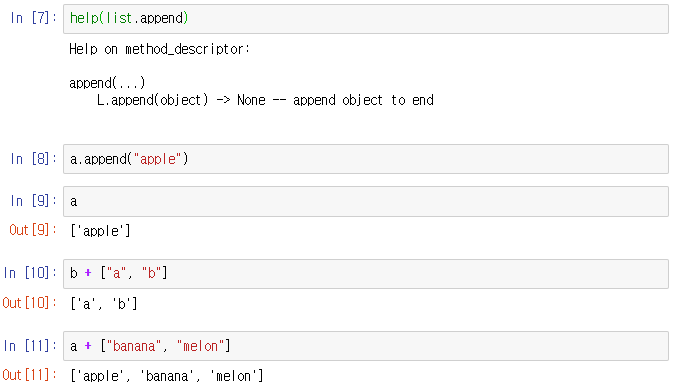 In [7]: help(list.append)
Help on method_descriptor:
append(...)
    L.append(object) -> None -- append object to end
In [8]: a.append("apple")
In [9]: a
Out[9]: ['apple']
In [10]: b + ["a", "b"]
Out[10]: ['a', 'b']
In [11]: a + ["banana", "melon"]
Out[11]: ['apple', 'banana', 'melon']